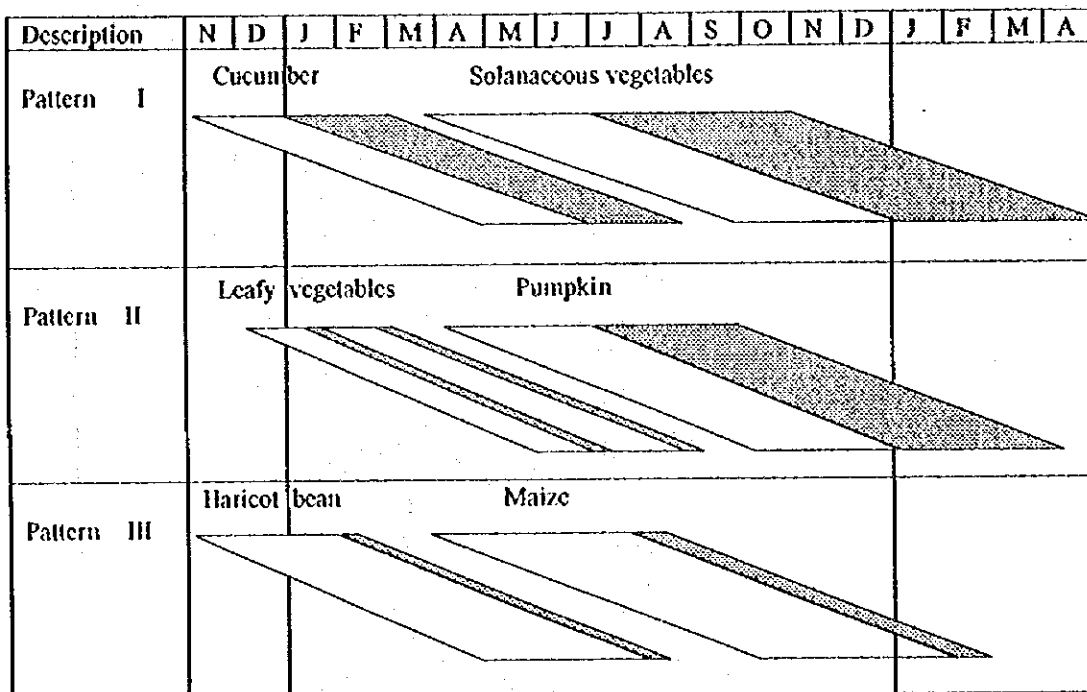 Description N D J F M A M J J A S O N D J F M A
Cucumber Solanaceous vegetables
Pattern I
Leafy vegetables Pumpkin
Pattern II
Haricot bean Maize
Pattern III